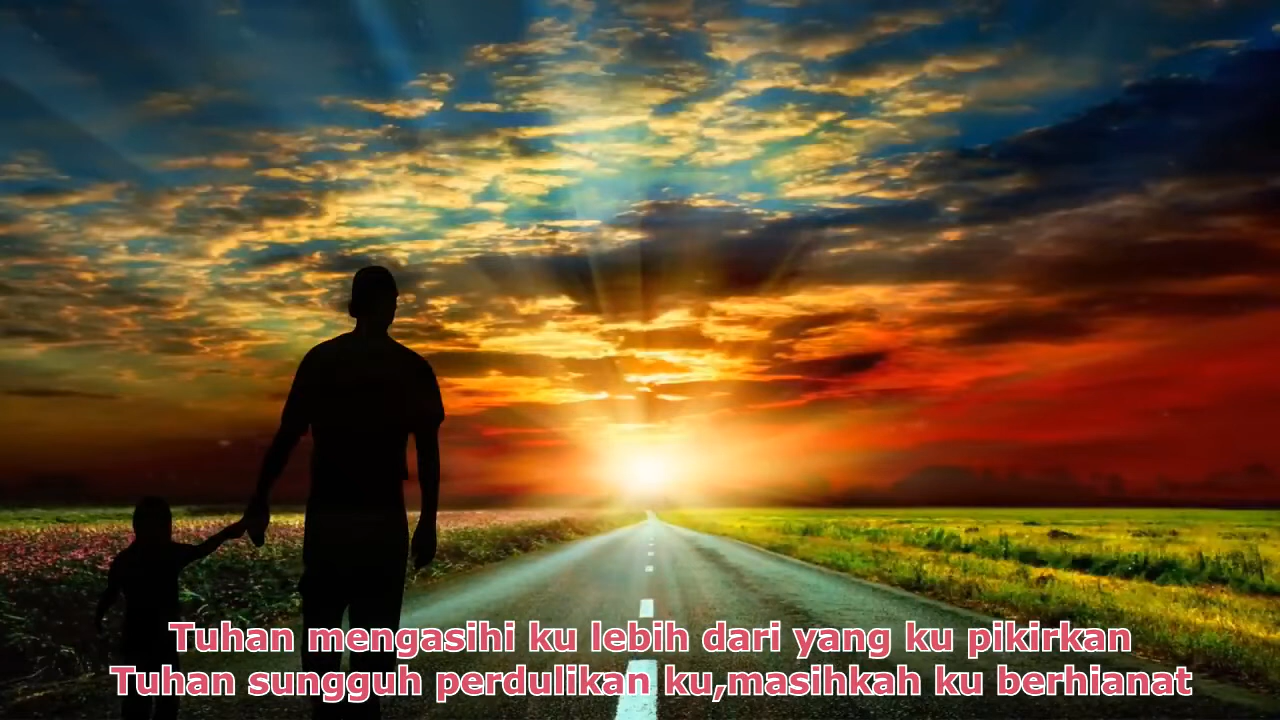 Tuhan mengasihi ku lebih dari yang ku pikirkan
Tuhan sungguh perdulikan ku,masihkah ku berhianat